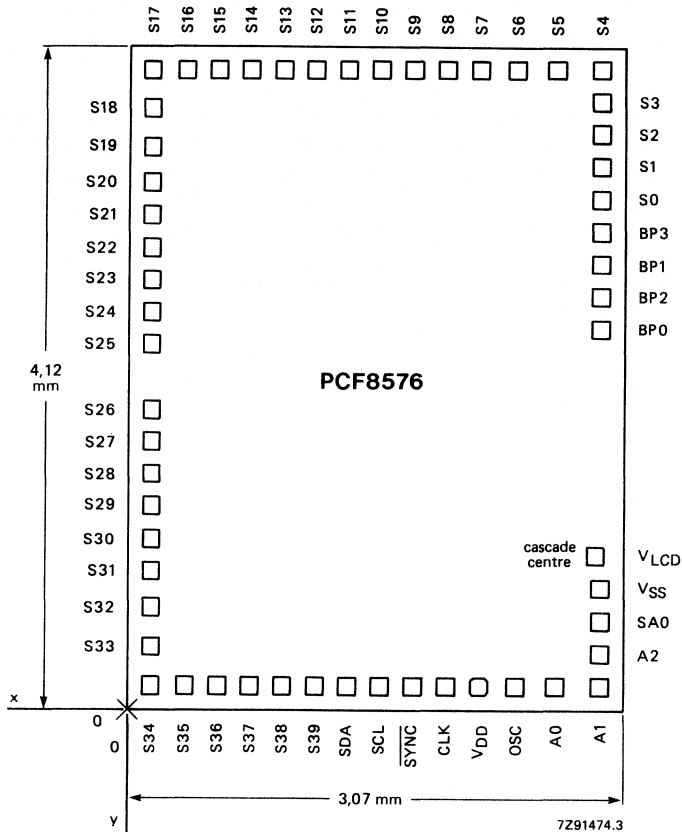 S17 S16 S15 S14 S13 S12 S11 S10 S9 S8 S7 S6 S5 S4
S18
S19
S20
S21
S22
S23
S24
S25
S26
S27
S28
S29
S30
S31
S32
S33
S3
S2
S1
S0
BP3
BP1
BP2
BP0
4,12
mm
PCF8576
cascade
centre
VLCD
VSS
SA0
A2
x
0
0
y
S34 S35 S36 S37 S38 S39 SDA SCL SYNC CLK VDD OSC A0 A1
3,07 mm
7Z91474.3